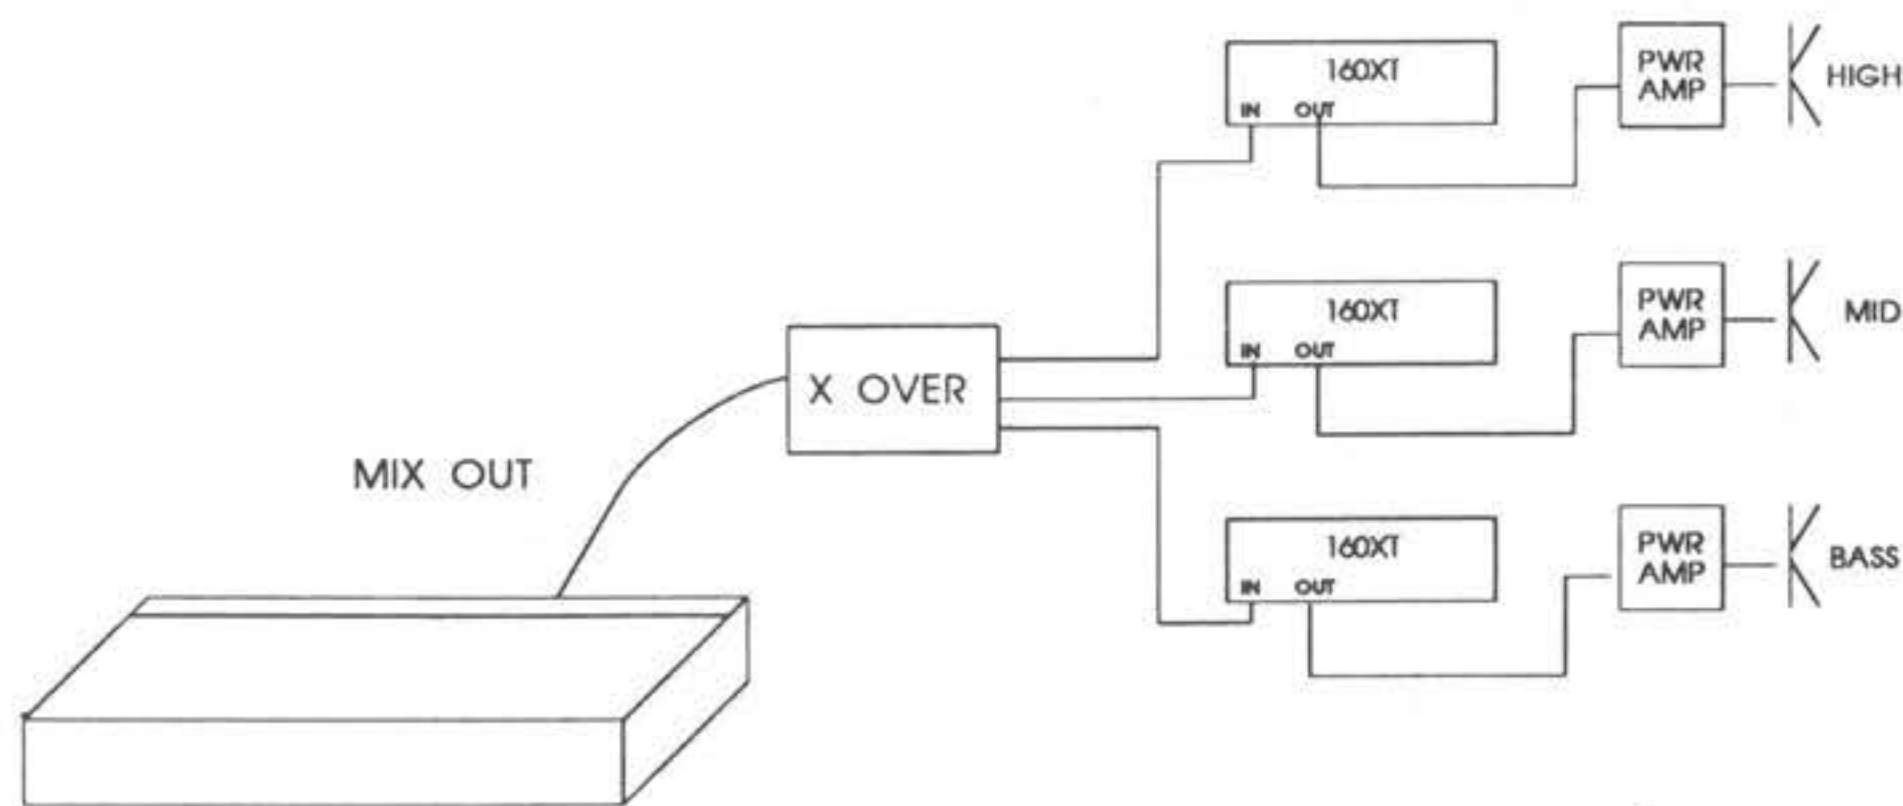 160XT
IN OUT
PWR
AMP
HIGH
160XT
IN OUT
PWR
AMP
MID
X OVER
MIX OUT
160XT
IN OUT
PWR
AMP
BASS